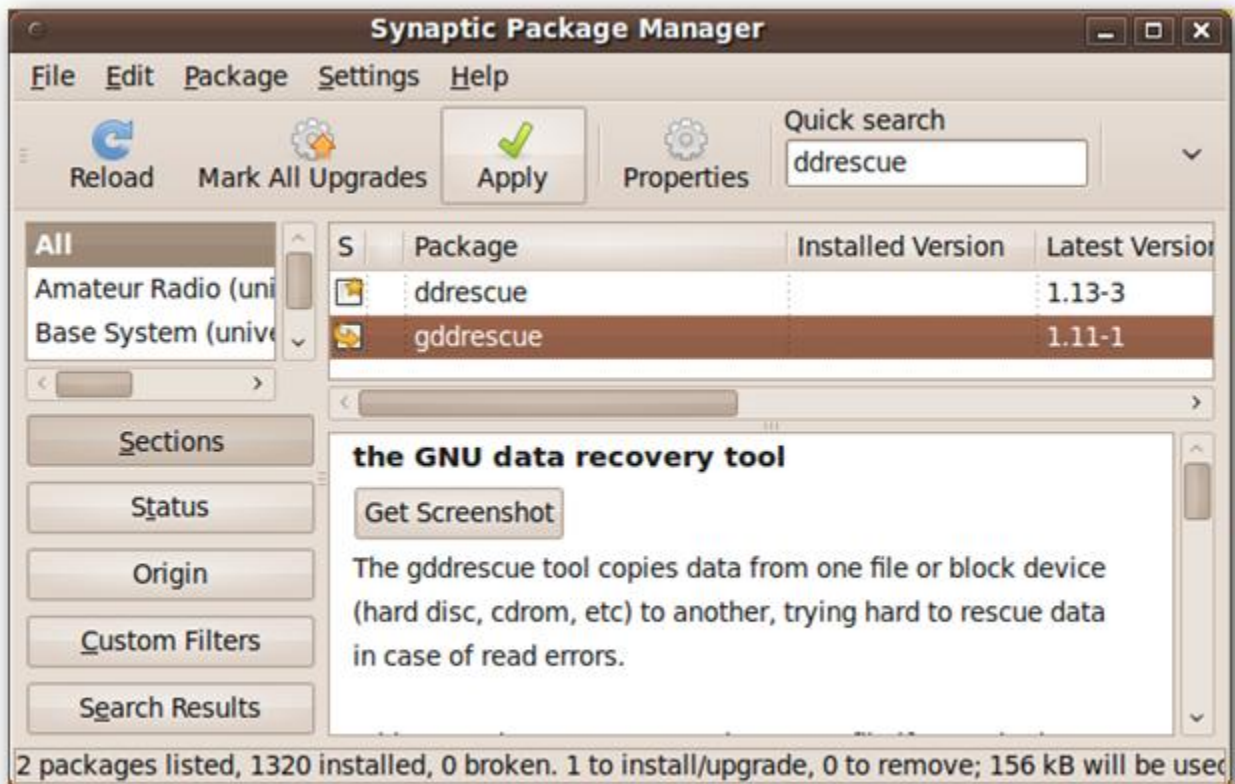 Synaptic Package Manager
File Edit Package Settings Help
Quick search
ddrescue
Reload Mark All Upgrades Apply Properties
All
Amateur Radio (uni
Base System (unive
S Package Installed Version Latest Version
ddrescue 1.13-3
gddrescue 1.11-1
Sections
Status
Origin
Custom Filters
Search Results
the GNU data recovery tool
Get Screenshot
The gddrescue tool copies data from one file or block device
(hard disc, cdrom, etc) to another, trying hard to rescue data
in case of read errors.
2 packages listed, 1320 installed, 0 broken. 1 to install/upgrade, 0 to remove; 156 kB will be used